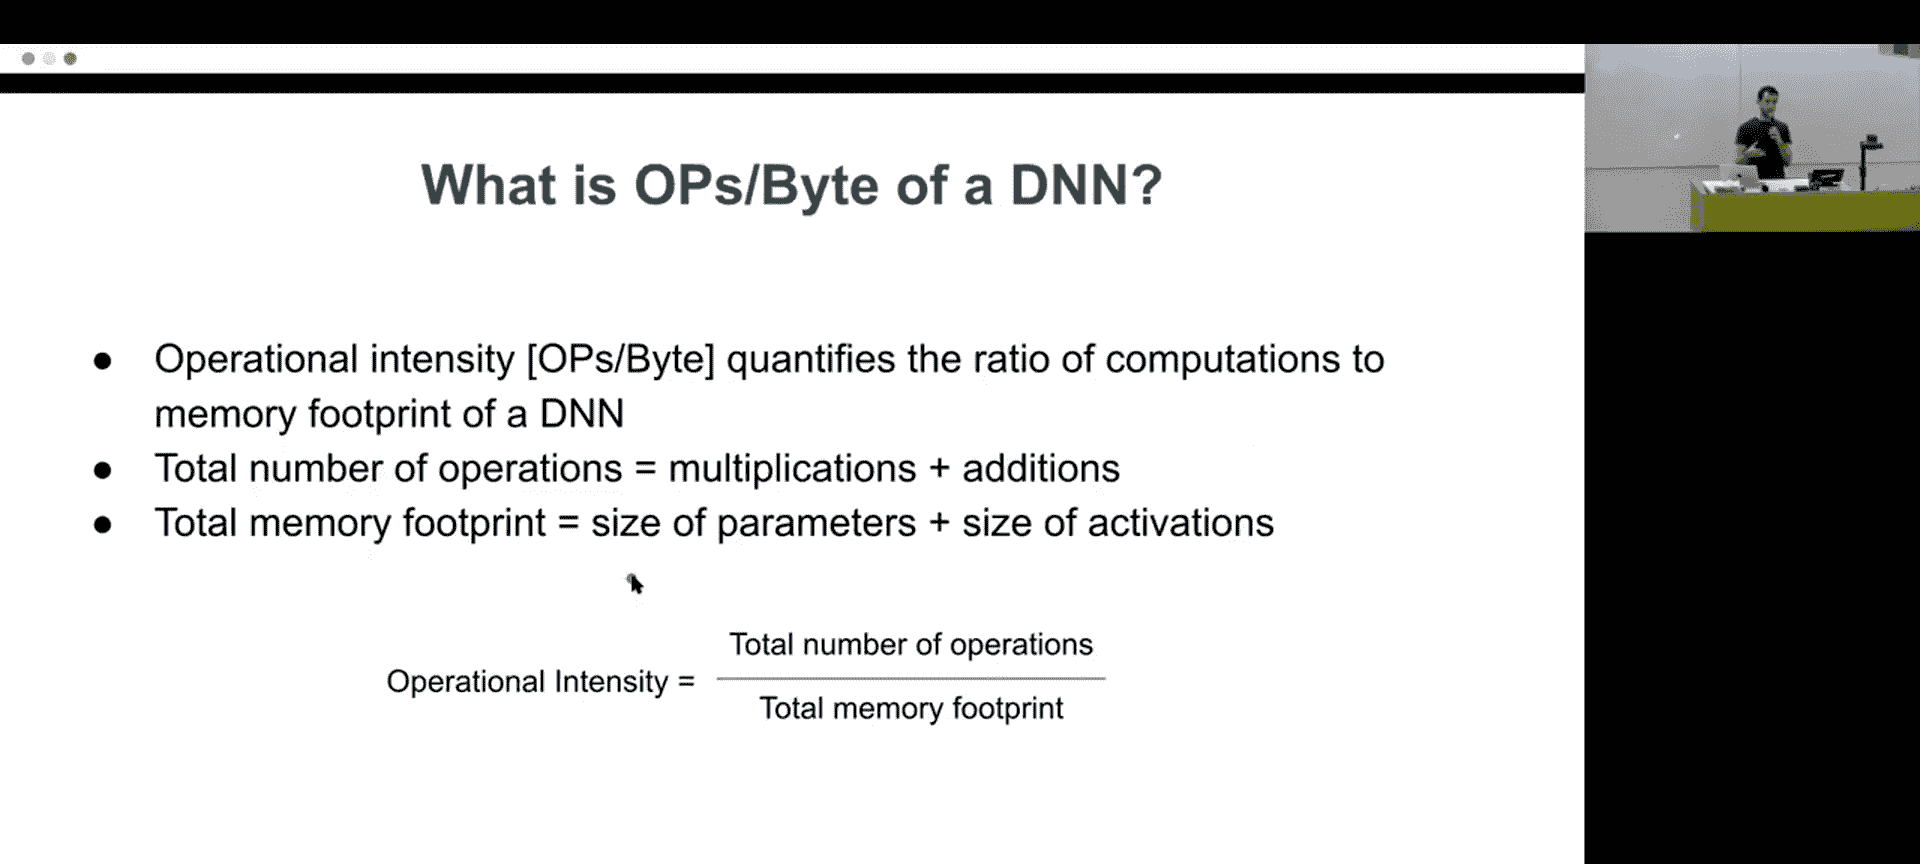 What is OPs/Byte of a DNN?
● Operational intensity [OPs/Byte] quantifies the ratio of computations to
memory footprint of a DNN
● Total number of operations = multiplications + additions
● Total memory footprint = size of parameters + size of activations
Total number of operations
Operational Intensity =
Total memory footprint